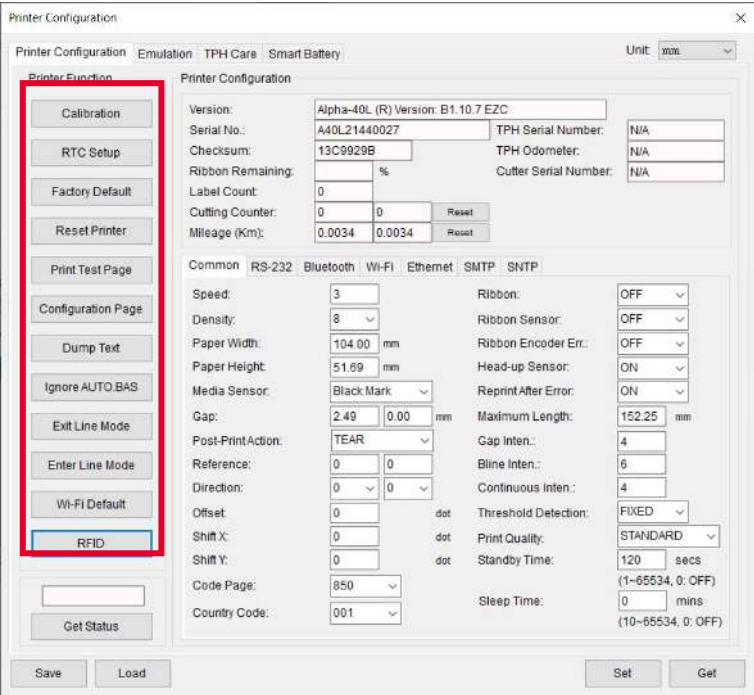 Printer Configuration
Printer Configuration Emulation TPH Care Smart Battery Unit: mm
Printer Function
Calibration
RTC Setup
Factory Default
Reset Printer
Print Test Page
Configuration Page
Dump Text
Ignore AUTO.BAS
Exit Line Mode
Enter Line Mode
Wi-Fi Default
RFID
Get Status
Printer Configuration
Version: Alpha-40L (R) Version: B1.10.7 EZC
Serial No.: A40L21440027 TPH Serial Number: N/A
Checksum: 13C9929B TPH Odometer: N/A
Ribbon Remaining: % Cutter Serial Number: N/A
Label Count: 0
Cutting Counter: 0 0 Reset
Mileage (Km): 0.0034 0.0034 Reset
Common RS-232 Bluetooth Wi-Fi Ethernet SMTP SNTP
Speed: 3 Ribbon: OFF
Density: 8 Ribbon Sensor: OFF
Paper Width: 104.00 mm Ribbon Encoder Err.: OFF
Paper Height: 51.69 mm Head-up Sensor: ON
Media Sensor: Black Mark Reprint After Error: ON
Gap: 2.49 0.00 mm Maximum Length: 152.25 mm
Post-Print Action: TEAR Gap Inten.: 4
Reference: 0 0 Bline Inten.: 6
Direction: 0 0 Continuous Inten.: 4
Offset: 0 dot Threshold Detection: FIXED
Shift X: 0 dot Print Quality: STANDARD
Shift Y: 0 dot Standby Time: 120 secs
(1~65534, 0: OFF)
Code Page: 850
Sleep Time: 0 mins
Country Code: 001
(10~65534, 0: OFF)
Save Load Set Get